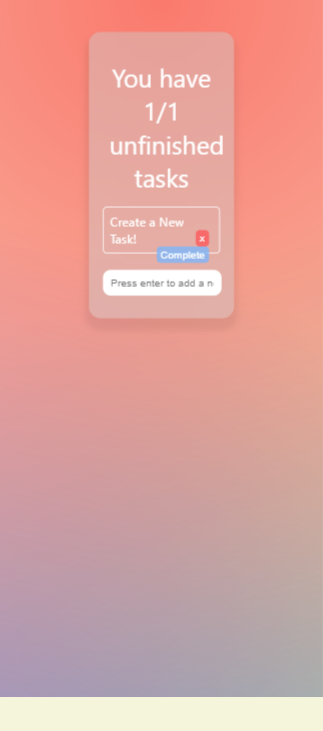 You have
1/1
unfinished
tasks
Create a New
Task!
x
Complete
Press enter to add a n